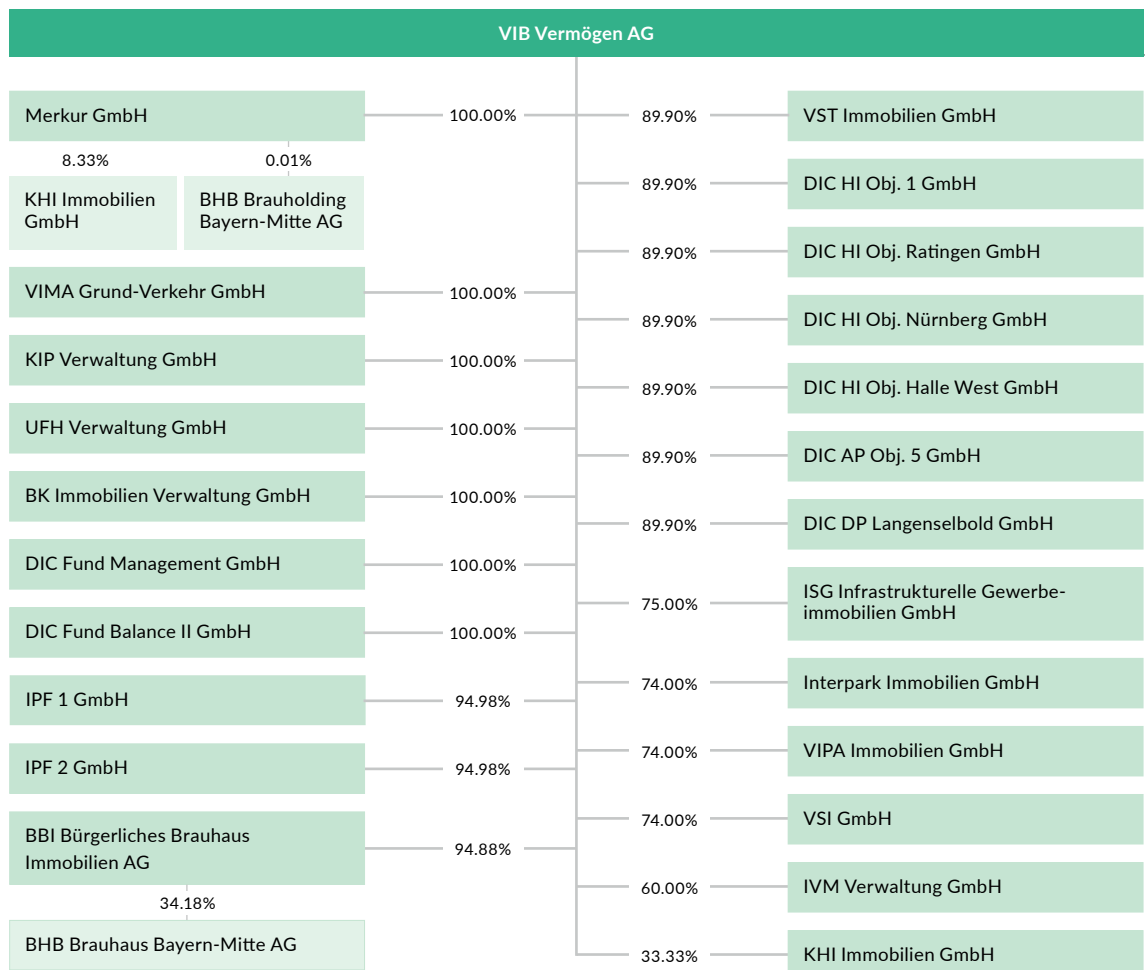 VIB Vermögen AG
Merkur GmbH
100.00%
8.33%
0.01%
KHI Immobilien
GmbH
BHB Brauholding
Bayern-Mitte AG
VIMA Grund-Verkehr GmbH
100.00%
KIP Verwaltung GmbH
100.00%
UFH Verwaltung GmbH
100.00%
BK Immobilien Verwaltung GmbH
100.00%
DIC Fund Management GmbH
100.00%
DIC Fund Balance II GmbH
100.00%
IPF 1 GmbH
94.98%
IPF 2 GmbH
94.98%
BBI Bürgerliches Brauhaus
Immobilien AG
94.88%
34.18%
BHB Brauhaus Bayern-Mitte AG
89.90%
VST Immobilien GmbH
89.90%
DIC HI Obj. 1 GmbH
89.90%
DIC HI Obj. Ratingen GmbH
89.90%
DIC HI Obj. Nürnberg GmbH
89.90%
DIC HI Obj. Halle West GmbH
89.90%
DIC AP Obj. 5 GmbH
89.90%
DIC DP Langenselbold GmbH
75.00%
ISG Infrastrukturelle Gewerbe-
immobilien GmbH
74.00%
Interpark Immobilien GmbH
74.00%
VIPA Immobilien GmbH
74.00%
VSI GmbH
60.00%
IVM Verwaltung GmbH
33.33%
KHI Immobilien GmbH